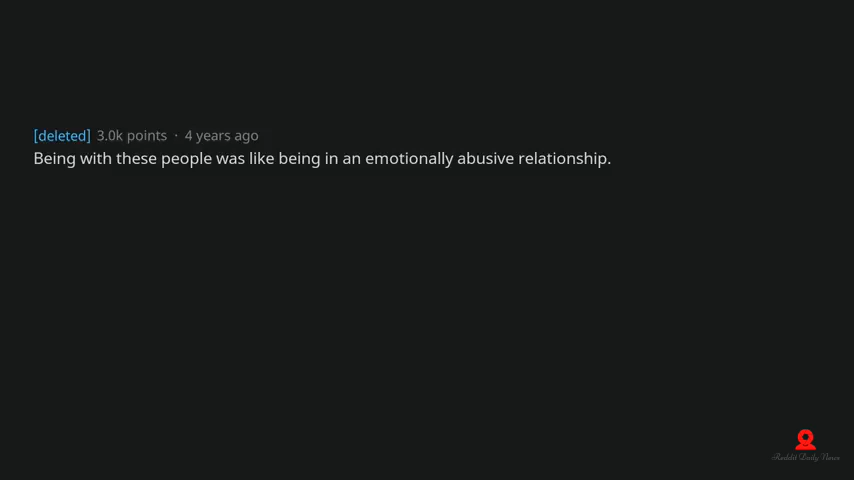 [deleted] 3.0k points · 4 years ago
Being with these people was like being in an emotionally abusive relationship.
Reddit Daily News